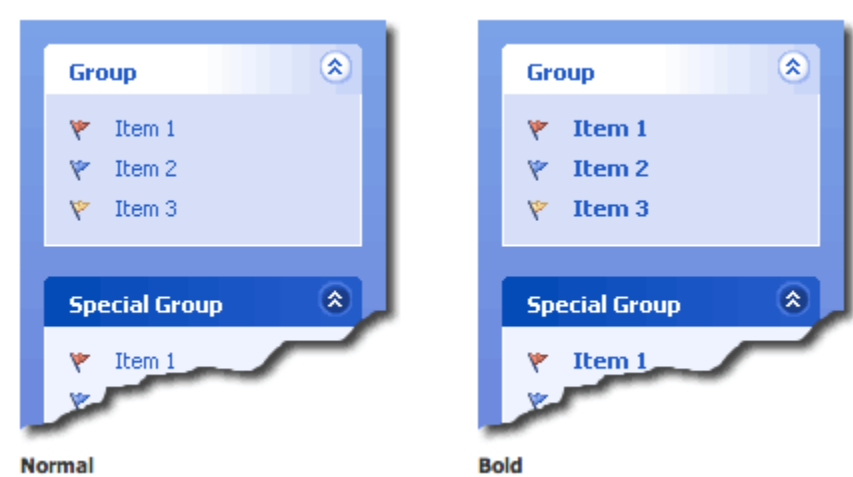 Group
Item 1
Item 2
Item 3
Special Group
Item 1
Normal
Group
Item 1
Item 2
Item 3
Special Group
Item 1
Bold